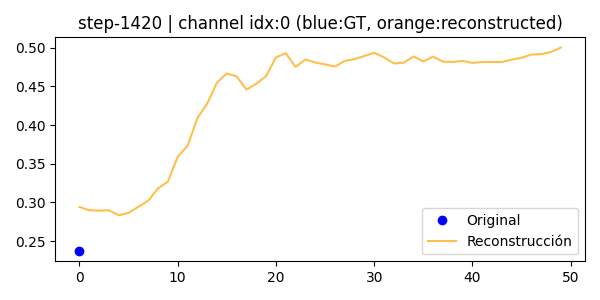 step-1420 | channel idx:0 (blue:GT, orange:reconstructed)
0.50
0.45
0.40
0.35
0.30
0.25
0 10 20 30 40 50
Original
Reconstrucción